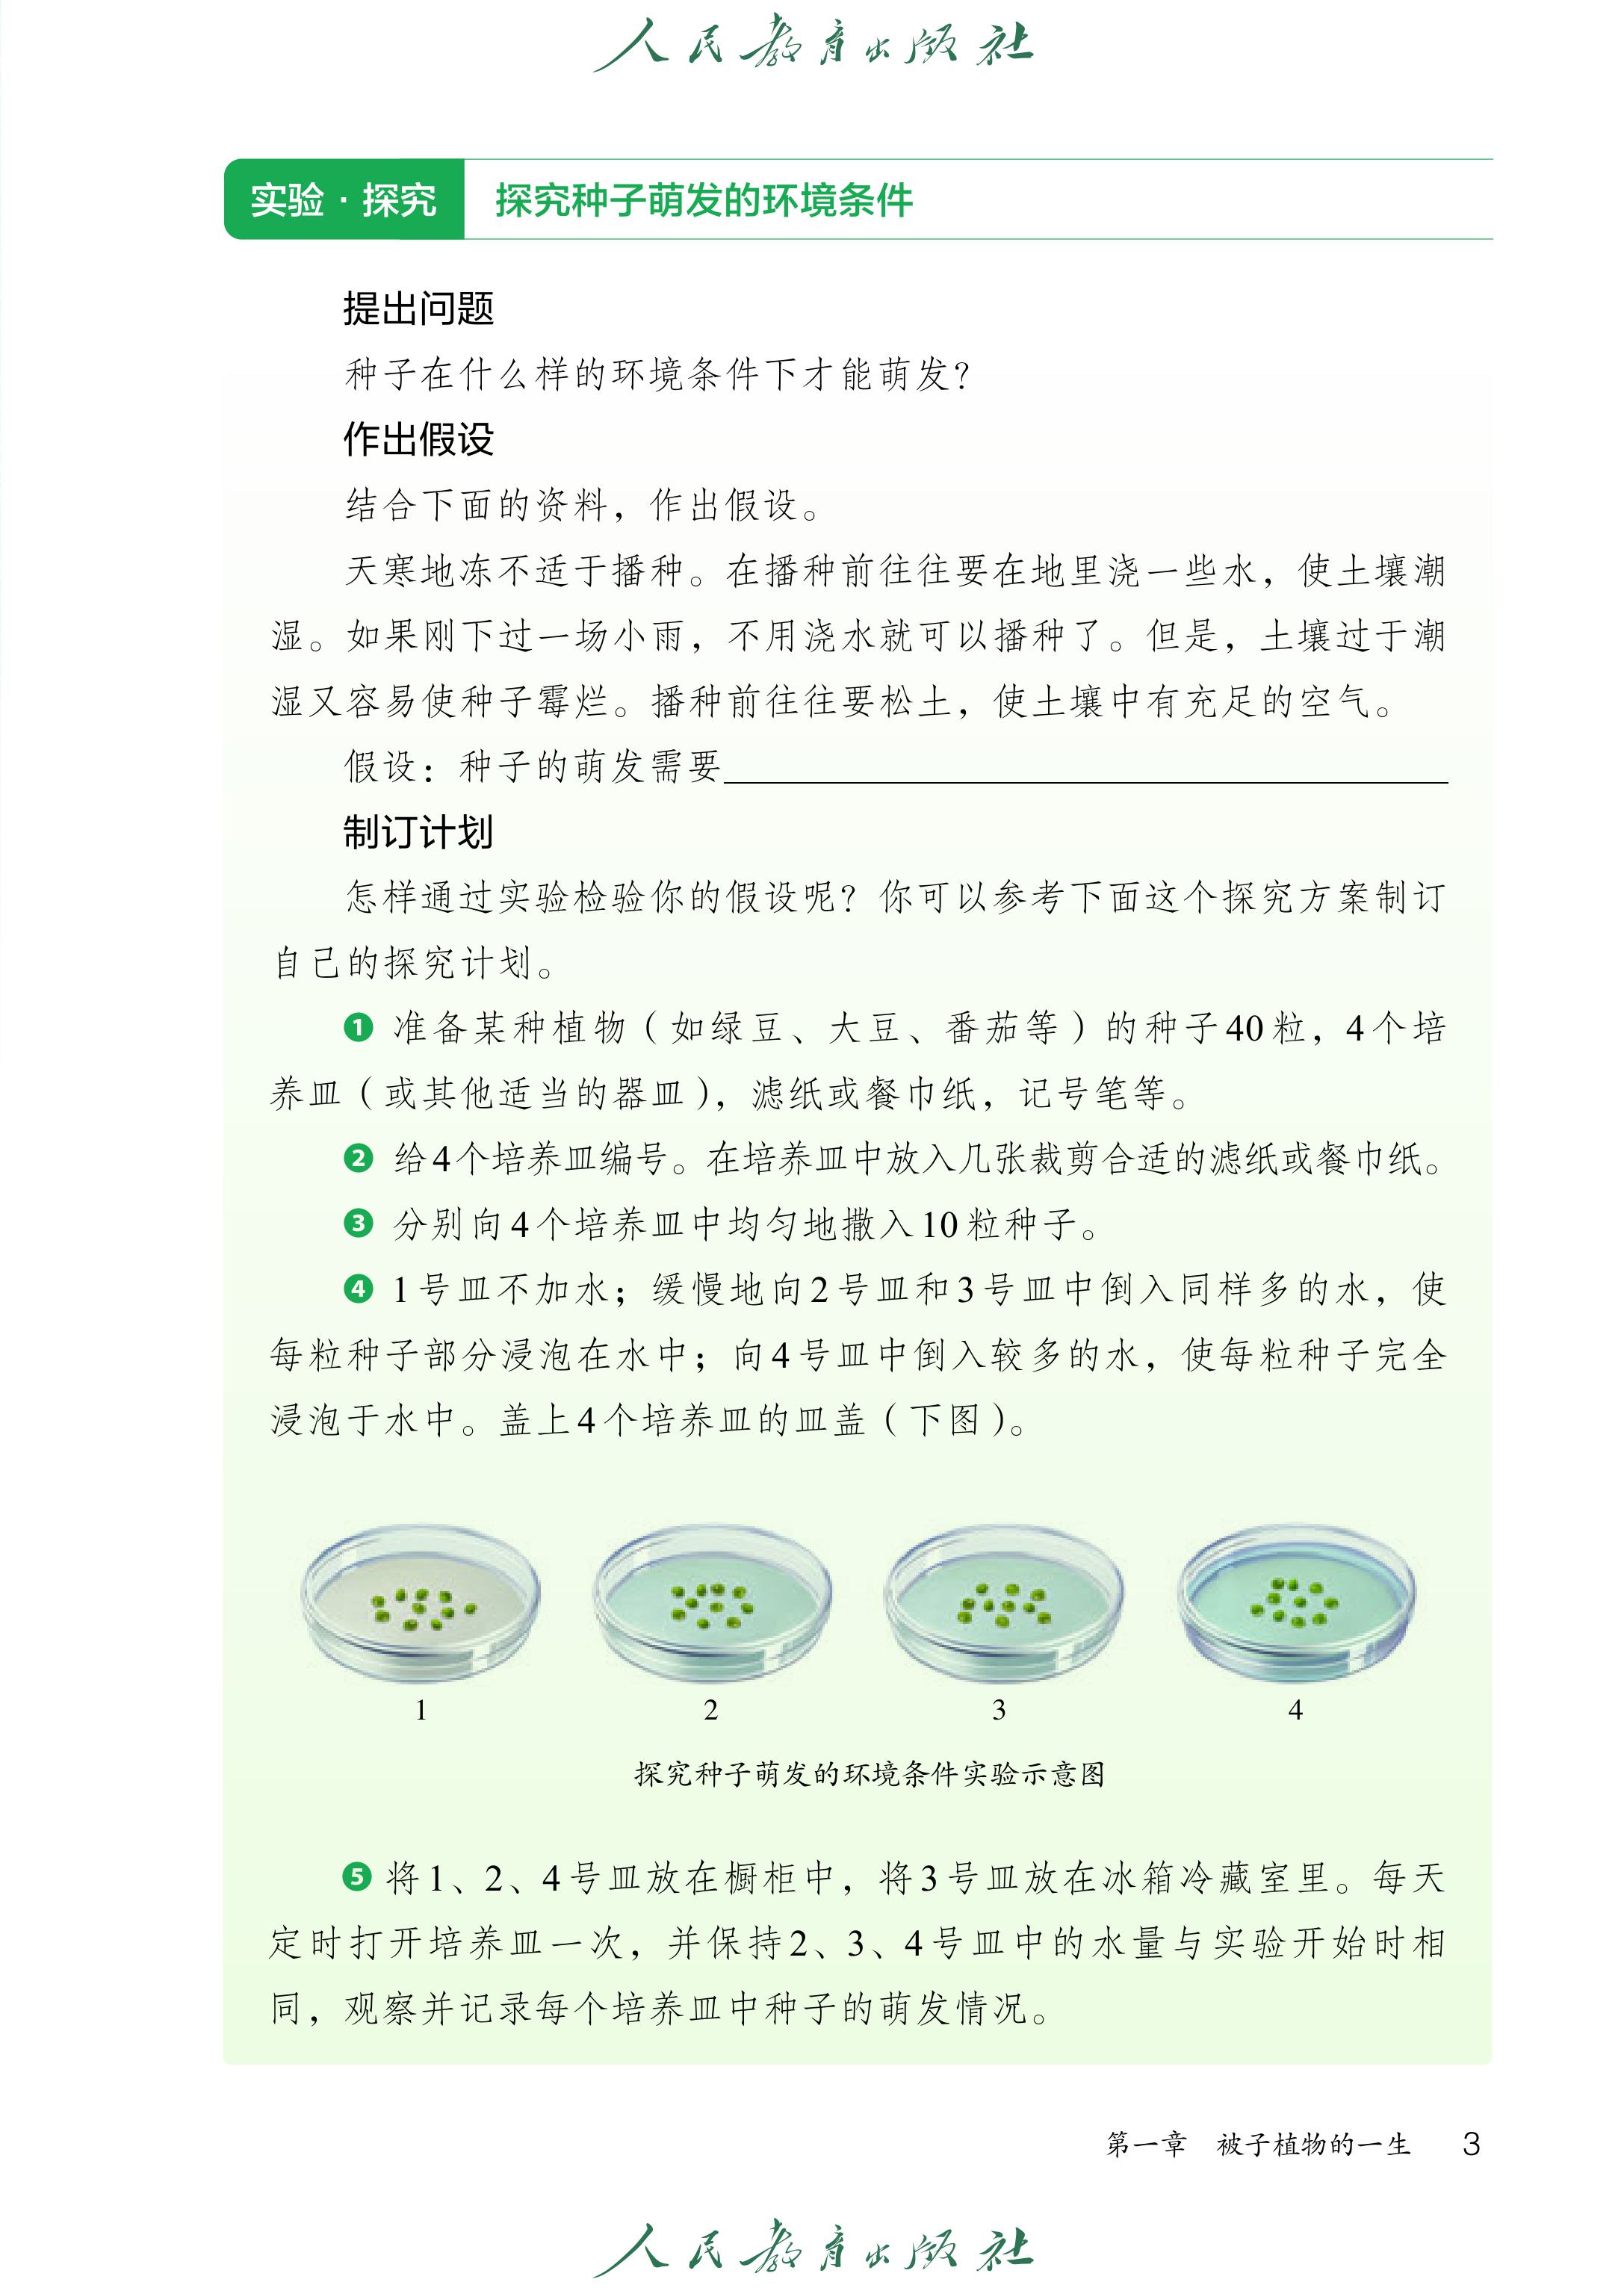 人民教育出版社
实验·探究 探究种子萌发的环境条件
提出问题
种子在什么样的环境条件下才能萌发？
作出假设
结合下面的资料，作出假设。
天寒地冻不适于播种。在播种前往往要在地里浇一些水，使土壤潮
湿。如果刚下过一场小雨，不用浇水就可以播种了。但是，土壤过于潮
湿又容易使种子霉烂。播种前往往要松土，使土壤中有充足的空气。
假设：种子的萌发需要
制订计划
怎样通过实验检验你的假设呢？你可以参考下面这个探究方案制订
自己的探究计划。
❶ 准备某种植物（如绿豆、大豆、番茄等）的种子40粒，4个培
养皿（或其他适当的器皿），滤纸或餐巾纸，记号笔等。
❷ 给4个培养皿编号。在培养皿中放入几张裁剪合适的滤纸或餐巾纸。
❸ 分别向4个培养皿中均匀地撒入10粒种子。
❹ 1号皿不加水；缓慢地向2号皿和3号皿中倒入同样多的水，使
每粒种子部分浸泡在水中；向4号皿中倒入较多的水，使每粒种子完全
浸泡于水中。盖上4个培养皿的皿盖（下图）。
1 2 3 4
探究种子萌发的环境条件实验示意图
❺ 将1、2、4号皿放在橱柜中，将3号皿放在冰箱冷藏室里。每天
定时打开培养皿一次，并保持2、3、4号皿中的水量与实验开始时相
同，观察并记录每个培养皿中种子的萌发情况。
第一章 被子植物的一生 3
人民教育出版社